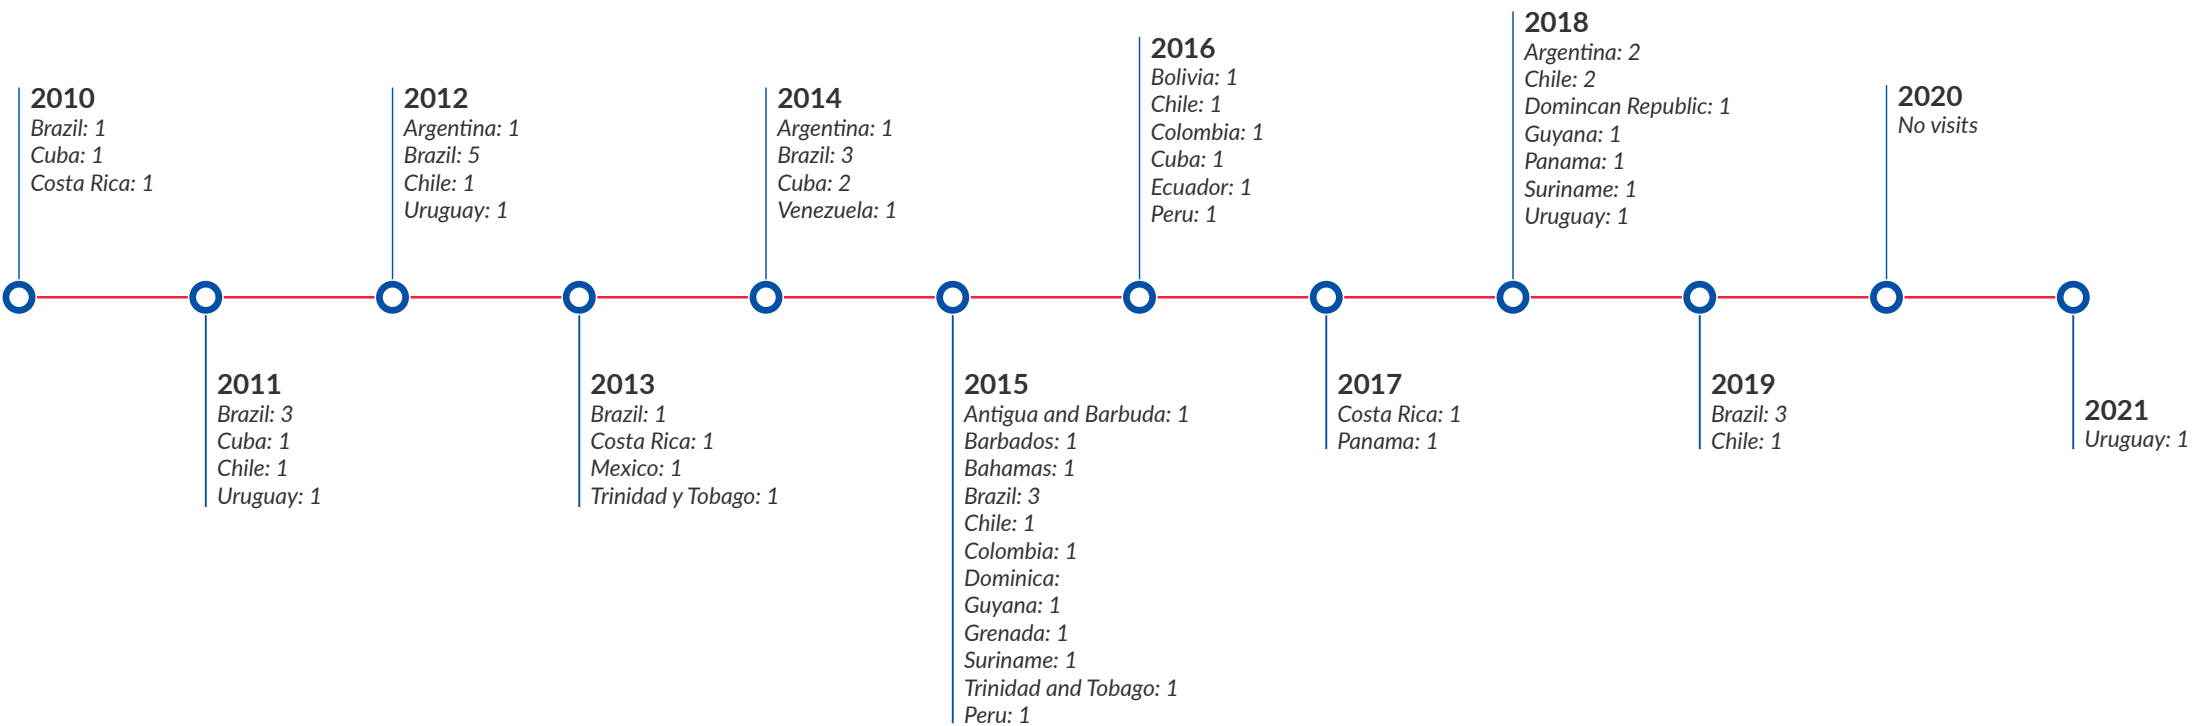 2010
Brazil: 1
Cuba: 1
Costa Rica: 1
2011
Brazil: 3
Cuba: 1
Chile: 1
Uruguay: 1
2012
Argentina: 1
Brazil: 5
Chile: 1
Uruguay: 1
2013
Brazil: 1
Costa Rica: 1
Mexico: 1
Trinidad y Tobago: 1
2014
Argentina: 1
Brazil: 3
Cuba: 2
Venezuela: 1
2015
Antigua and Barbuda: 1
Barbados: 1
Bahamas: 1
Brazil: 3
Chile: 1
Colombia: 1
Dominica:
Guyana: 1
Grenada: 1
Suriname: 1
Trinidad and Tobago: 1
Peru: 1
2016
Bolivia: 1
Chile: 1
Colombia: 1
Cuba: 1
Ecuador: 1
Peru: 1
2017
Costa Rica: 1
Panama: 1
2018
Argentina: 2
Chile: 2
Domincan Republic: 1
Guyana: 1
Panama: 1
Suriname: 1
Uruguay: 1
2019
Brazil: 3
Chile: 1
2020
No visits
2021
Uruguay: 1